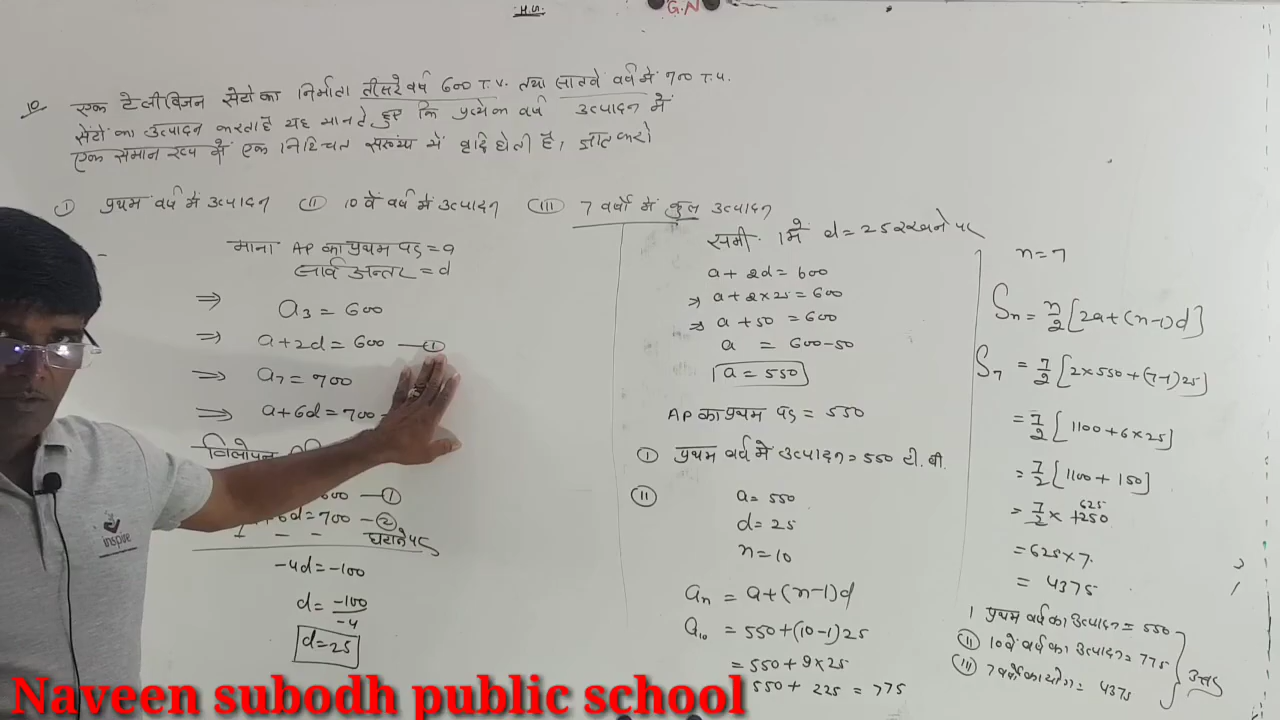 H.S.
G.N
10 एक टेलीविजन सेटो का निर्माता तीसरे वर्ष 600 T.V. तथा सातवे वर्ष में 700 T.V.
सेटों का उत्पादन करता है यह मानते हुए कि प्रत्येक वर्ष उत्पादन में
एक समान रूप में एक निश्चित संख्या में वृद्धि होती है, ज्ञात करो
I प्रथम वर्ष में उत्पादन II 10 वें वर्ष में उत्पादन III 7 वर्षो में कुल उत्पादन
माना AP का प्रथम पद = a
सार्व अन्तर = d
⇒ a₃ = 600
⇒ a + 2d = 600 — ①
⇒ a₇ = 700
⇒ a + 6d = 700
विलोपन
600 — ①
6d = 700 — ②
- - - घटाने पर
-4d = -100
d = -100/-4
d = 25
समी. 1 में d = 25 रखने पर
a + 2d = 600
⇒ a + 2×25 = 600
⇒ a + 50 = 600
a = 600-50
a = 550
AP का प्रथम पद = 550
I प्रथम वर्ष में उत्पादन = 550 टी.वी.
II a = 550
d = 25
n = 10
aₙ = a + (n-1)d
a₁₀ = 550 + (10-1)25
= 550 + 9×25
550 + 225 = 775
n = 7
Sₙ = n/2 [2a + (n-1)d]
S₇ = 7/2 [2×550 + (7-1)25]
= 7/2 [1100 + 6×25]
= 7/2 [1100 + 150]
625
= 7/2 × 1250
= 625×7
= 4375
1 प्रथम वर्ष का उत्पादन = 550
II 10 वे वर्ष का उत्पादन = 775
III 7 वर्षो का योग = 4375
उत्तर
inspire
Naveen subodh public school